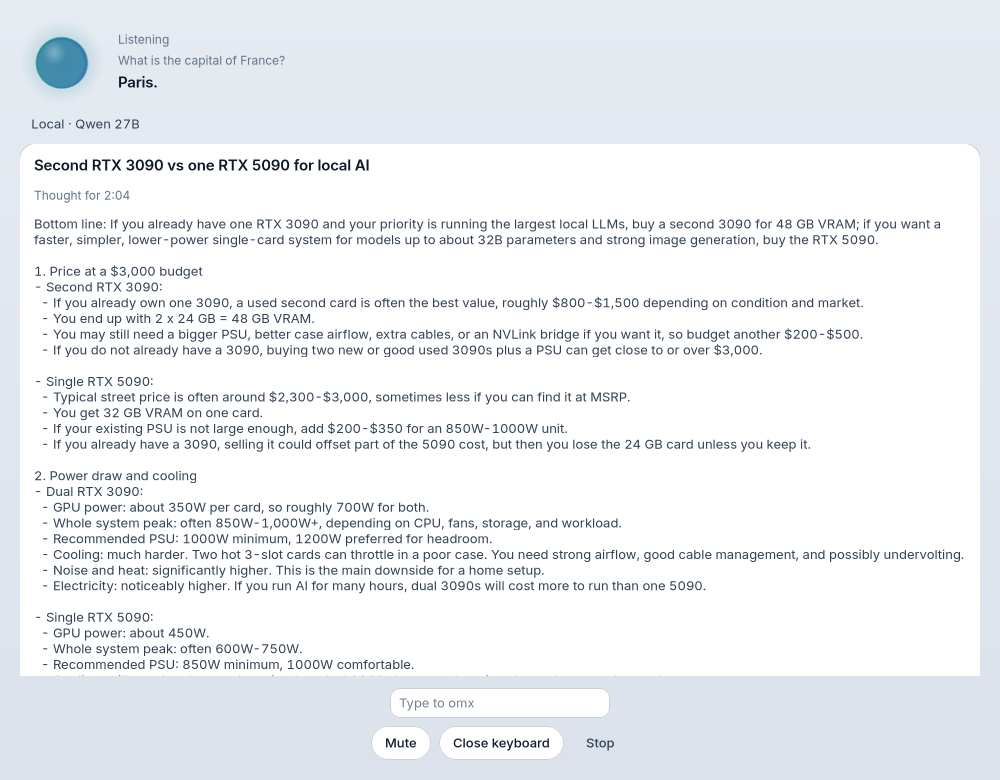 Listening
What is the capital of France?
Paris.
Local · Qwen 27B
Second RTX 3090 vs one RTX 5090 for local AI
Thought for 2:04
Bottom line: If you already have one RTX 3090 and your priority is running the largest local LLMs, buy a second 3090 for 48 GB VRAM; if you want a
faster, simpler, lower-power single-card system for models up to about 32B parameters and strong image generation, buy the RTX 5090.
1. Price at a $3,000 budget
- Second RTX 3090:
- If you already own one 3090, a used second card is often the best value, roughly $800-$1,500 depending on condition and market.
- You end up with 2 x 24 GB = 48 GB VRAM.
- You may still need a bigger PSU, better case airflow, extra cables, or an NVLink bridge if you want it, so budget another $200-$500.
- If you do not already have a 3090, buying two new or good used 3090s plus a PSU can get close to or over $3,000.
- Single RTX 5090:
- Typical street price is often around $2,300-$3,000, sometimes less if you can find it at MSRP.
- You get 32 GB VRAM on one card.
- If your existing PSU is not large enough, add $200-$350 for an 850W-1000W unit.
- If you already have a 3090, selling it could offset part of the 5090 cost, but then you lose the 24 GB card unless you keep it.
2. Power draw and cooling
- Dual RTX 3090:
- GPU power: about 350W per card, so roughly 700W for both.
- Whole system peak: often 850W-1,000W+, depending on CPU, fans, storage, and workload.
- Recommended PSU: 1000W minimum, 1200W preferred for headroom.
- Cooling: much harder. Two hot 3-slot cards can throttle in a poor case. You need strong airflow, good cable management, and possibly undervolting.
- Noise and heat: significantly higher. This is the main downside for a home setup.
- Electricity: noticeably higher. If you run AI for many hours, dual 3090s will cost more to run than one 5090.
- Single RTX 5090:
- GPU power: about 450W.
- Whole system peak: often 600W-750W.
- Recommended PSU: 850W minimum, 1000W comfortable.
Type to omx
Mute
Close keyboard
Stop